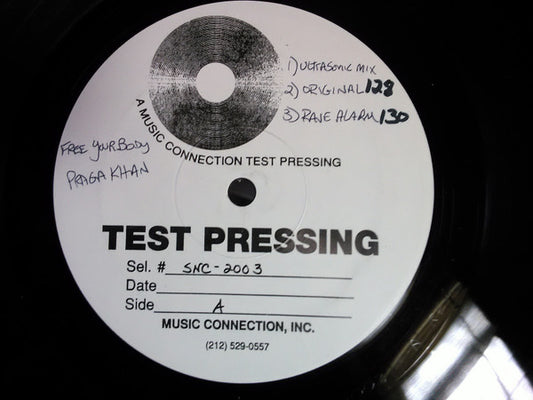 1) ULTRASONIC MIX
2) ORIGINAL 128
3) RAVE ALARM 130
A MUSIC CONNECTION TEST PRESSING
FREE YOUR BODY
PRAGA KHAN
TEST PRESSING
Sel. # SNC-2003
Date
Side A
MUSIC CONNECTION, INC.
(212) 529-0557